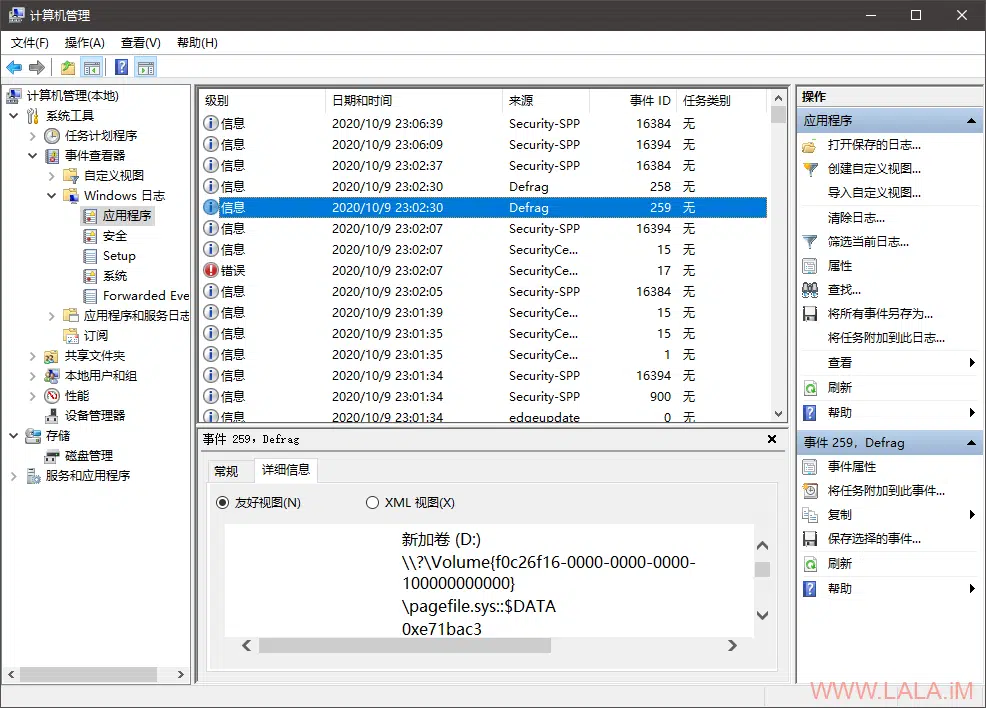 计算机管理
文件(F) 操作(A) 查看(V) 帮助(H)
计算机管理(本地)
系统工具
任务计划程序
事件查看器
自定义视图
Windows 日志
应用程序
安全
Setup
系统
Forwarded Eve
应用程序和服务日志
订阅
共享文件夹
本地用户和组
性能
设备管理器
存储
磁盘管理
服务和应用程序
级别 日期和时间 来源 事件 ID 任务类别
信息 2020/10/9 23:06:39 Security-SPP 16384 无
信息 2020/10/9 23:06:09 Security-SPP 16394 无
信息 2020/10/9 23:02:37 Security-SPP 16384 无
信息 2020/10/9 23:02:30 Defrag 258 无
信息 2020/10/9 23:02:30 Defrag 259 无
信息 2020/10/9 23:02:07 Security-SPP 16394 无
信息 2020/10/9 23:02:07 SecurityCe... 15 无
错误 2020/10/9 23:02:07 SecurityCe... 17 无
信息 2020/10/9 23:02:05 Security-SPP 16384 无
信息 2020/10/9 23:01:39 SecurityCe... 15 无
信息 2020/10/9 23:01:35 SecurityCe... 15 无
信息 2020/10/9 23:01:35 SecurityCe... 1 无
信息 2020/10/9 23:01:34 Security-SPP 16394 无
信息 2020/10/9 23:01:34 Security-SPP 900 无
信息 2020/10/9 23:01:34 edgeupdate 0 无
事件 259，Defrag
常规 详细信息
友好视图(N) XML 视图(X)
新加卷 (D:)
\\?\Volume{f0c26f16-0000-0000-0000-
100000000000}
\pagefile.sys::$DATA
0xe71bac3
操作
应用程序
打开保存的日志...
创建自定义视图...
导入自定义视图...
清除日志...
筛选当前日志...
属性
查找...
将所有事件另存为...
将任务附加到此日志...
查看
刷新
帮助
事件 259，Defrag
事件属性
将任务附加到此事件...
复制
保存选择的事件...
刷新
帮助
WWW.LALA.iM